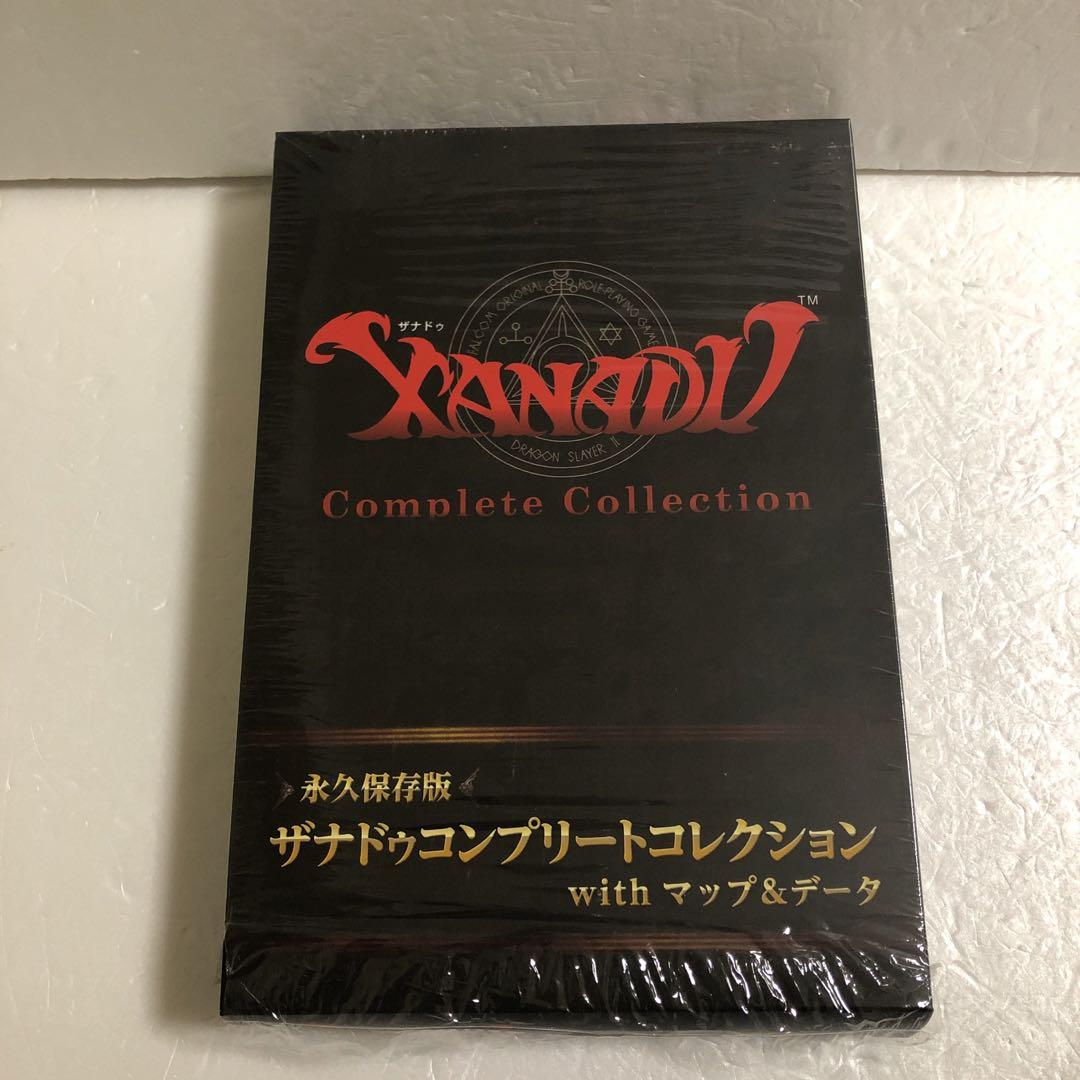 FALCOM ORIGINAL ROLE-PLAYING GAME
ザナドゥ
XANADU™
DRAGON SLAYER II
Complete Collection
永久保存版
ザナドゥコンプリートコレクション
with マップ&データ